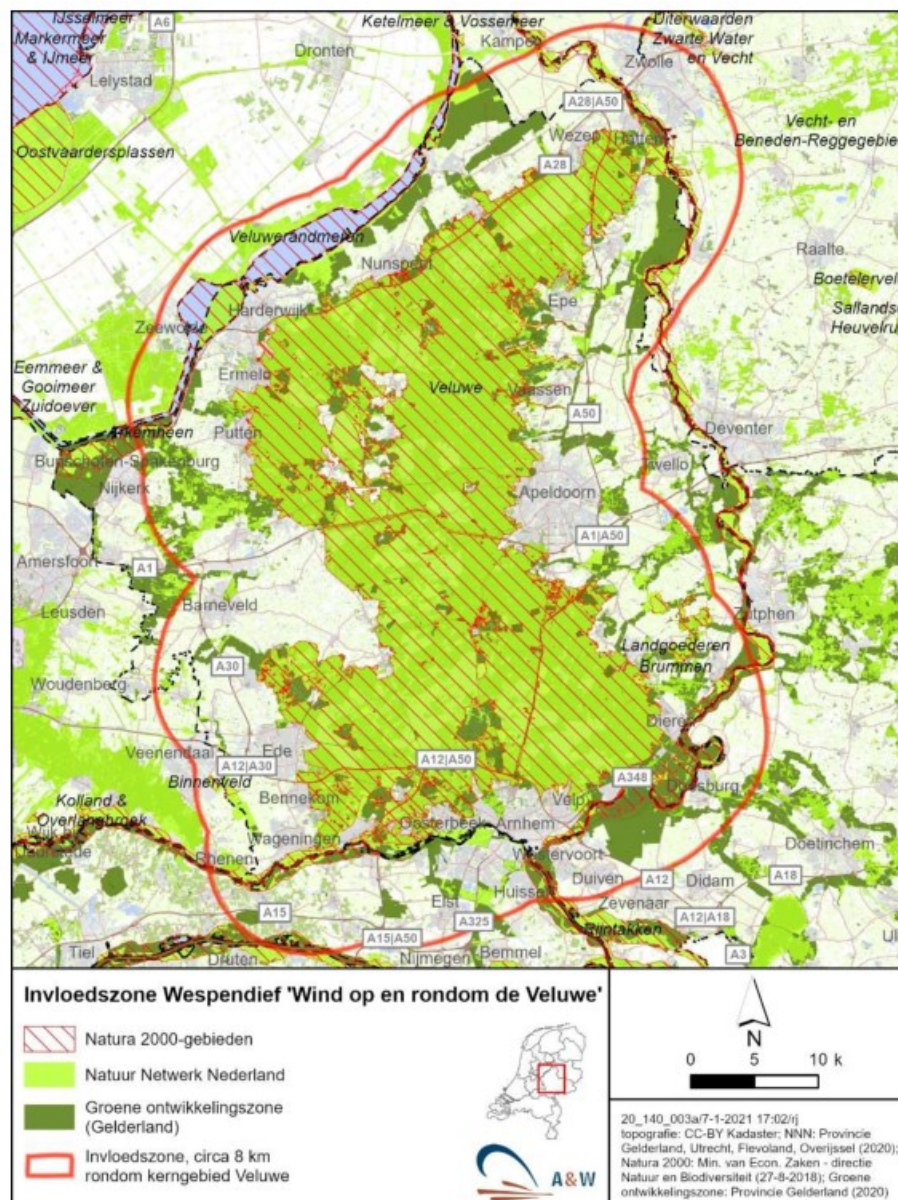 IJsselmeer
Markermeer
& IJmeer
A6
Ketelmeer & Vossemeer
Uiterwaarden
Zwarte Water
en Vecht
Dronten
Kampen
Zwolle
Lelystad
A28|A50
Vecht- en
Beneden-Reggegebied
Wezep
Hattem
Oostvaardersplassen
A28
Veluwerandmeren
Nunspeet
Raalte
Boetelerveld
Epe
Harderwijk
Zeewolde
Sallandse
Heuvelrug
Eemmeer &
Gooimeer
Zuidoever
Ermelo
Veluwe
Vaassen
A50
Arkemheen
Putten
Deventer
Bunschoten-Spakenburg
Twello
Nijkerk
Apeldoorn
A1|A50
Amersfoort
A1
Leusden
Barneveld
Zutphen
Landgoederen
Brummen
A30
Woudenberg
Dieren
Veenendaal
Ede
A12|A30
A12|A50
Binnenveld
A348
Doesburg
Bennekom
Velp
Kolland &
Overlangbroek
Wijk bij
Duurstede
Wageningen
Oosterbeek
Arnhem
Doetinchem
Rhenen
Westervoort
Duiven
A12
Didam
A18
Elst
Huissen
Zevenaar
A15
A325
A12|A18
A15|A50
Rijntakken
Tiel
Druten
Nijmegen
Bemmel
A3
Invloedszone Wespendief 'Wind op en rondom de Veluwe'
Natura 2000-gebieden
Natuur Netwerk Nederland
Groene ontwikkelingszone
(Gelderland)
Invloedszone, circa 8 km
rondom kerngebied Veluwe
A&W
N
0 5 10 k
20_140_003a/7-1-2021 17:02/rj
topografie: CC-BY Kadaster; NNN: Provincie
Gelderland, Utrecht, Flevoland, Overijssel (2020);
Natura 2000: Min. van Econ. Zaken - directie
Natuur en Biodiversiteit (27-8-2018); Groene
ontwikkelingszone: Provincie Gelderland (2020)